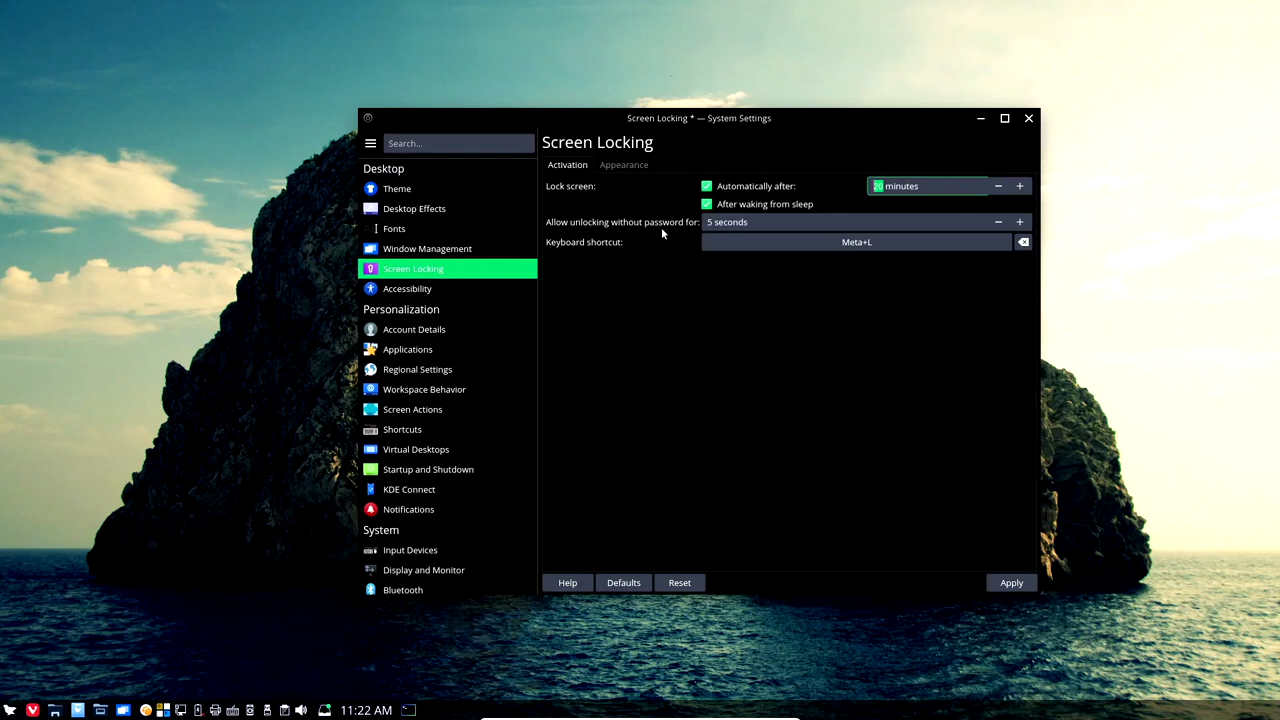 Screen Locking * — System Settings
Search...
Desktop
Theme
Desktop Effects
Fonts
Window Management
Screen Locking
Accessibility
Personalization
Account Details
Applications
Regional Settings
Workspace Behavior
Screen Actions
Shortcuts
Virtual Desktops
Startup and Shutdown
KDE Connect
Notifications
System
Input Devices
Display and Monitor
Bluetooth
Screen Locking
Activation Appearance
Lock screen: Automatically after: 20 minutes
After waking from sleep
Allow unlocking without password for: 5 seconds
Keyboard shortcut: Meta+L
Help Defaults Reset Apply
11:22 AM